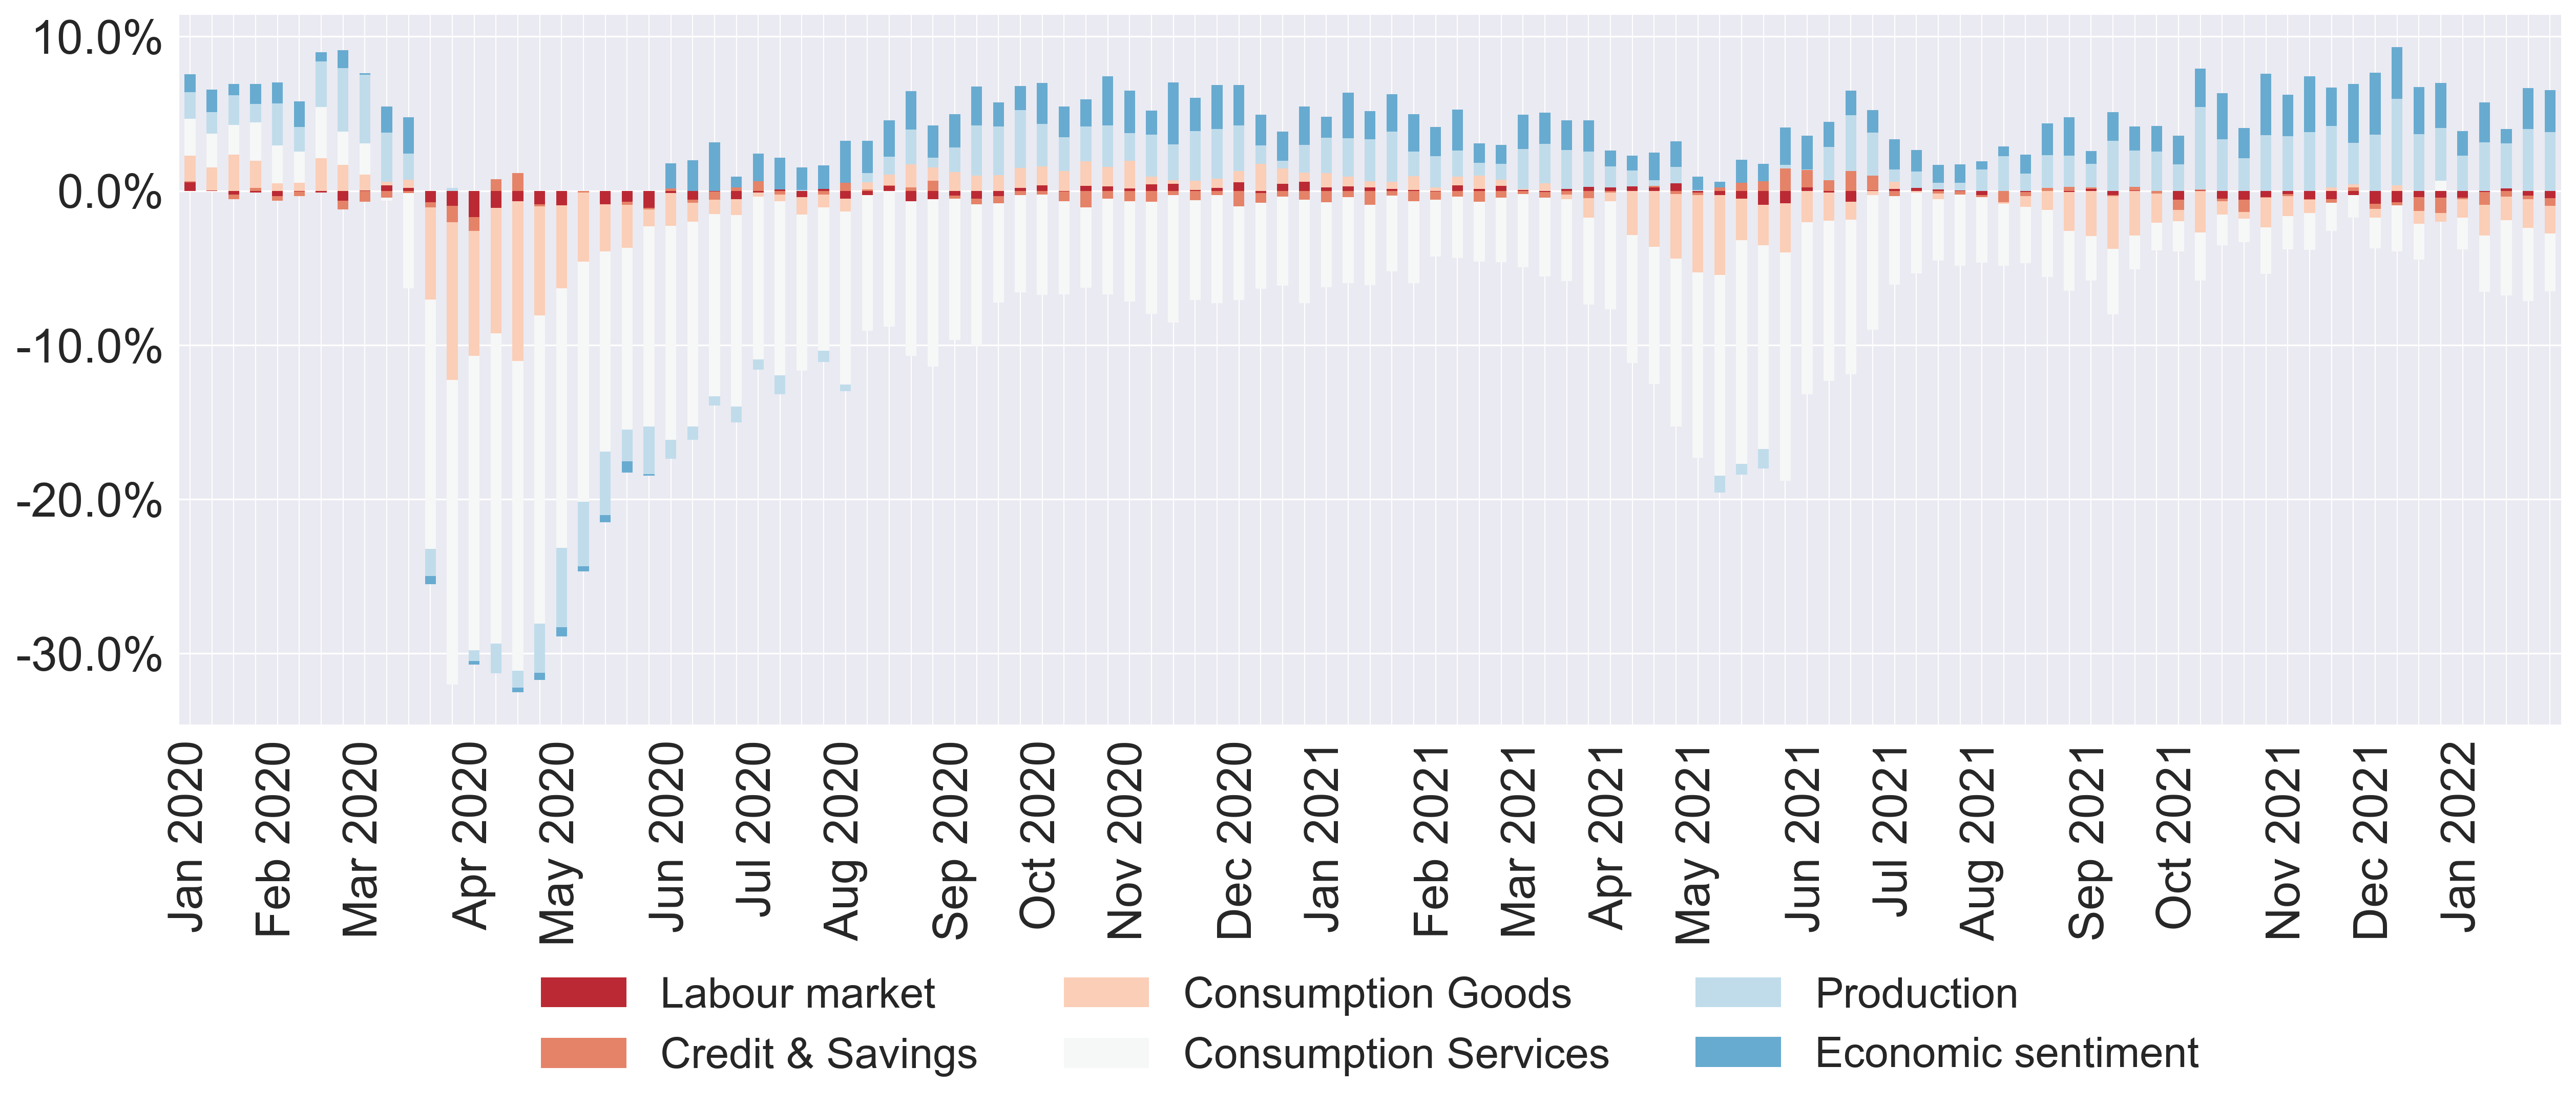 10.0%
0.0%
-10.0%
-20.0%
-30.0%
Jan 2020
Feb 2020
Mar 2020
Apr 2020
May 2020
Jun 2020
Jul 2020
Aug 2020
Sep 2020
Oct 2020
Nov 2020
Dec 2020
Jan 2021
Feb 2021
Mar 2021
Apr 2021
May 2021
Jun 2021
Jul 2021
Aug 2021
Sep 2021
Oct 2021
Nov 2021
Dec 2021
Jan 2022
Labour market
Consumption Goods
Production
Credit & Savings
Consumption Services
Economic sentiment